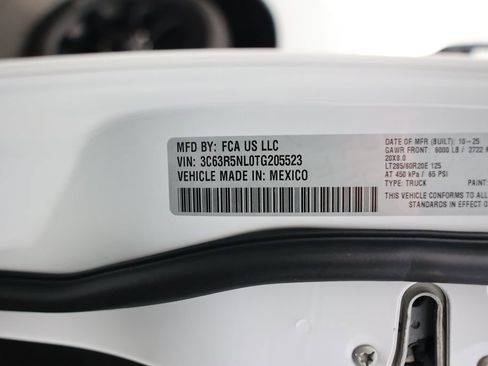 MFD BY: FCA US LLC
VIN: 3C63R5NL0TG205523
VEHICLE MADE IN: MEXICO
DATE OF MFR (BUILT): 10-25
GAWR FRONT: 6000 LB / 2722 K
20X8.0
LT285/60R20E 125
AT 450 kPa / 65 PSI
TYPE: TRUCK PAINT:
THIS VEHICLE CONFORMS TO ALL
STANDARDS IN EFFECT O